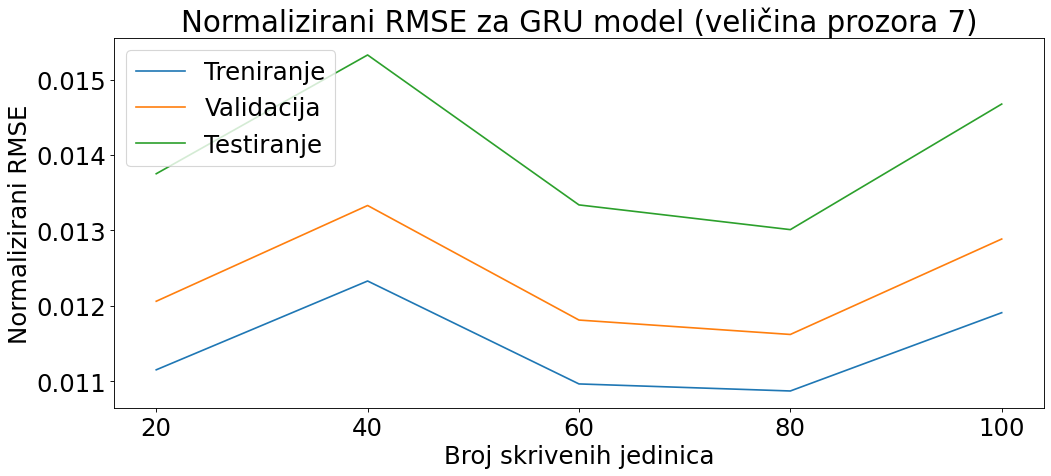 Normalizirani RMSE za GRU model (veličina prozora 7)
Treniranje
Validacija
Testiranje
Normalizirani RMSE
0.015
0.014
0.013
0.012
0.011
20 40 60 80 100
Broj skrivenih jedinica